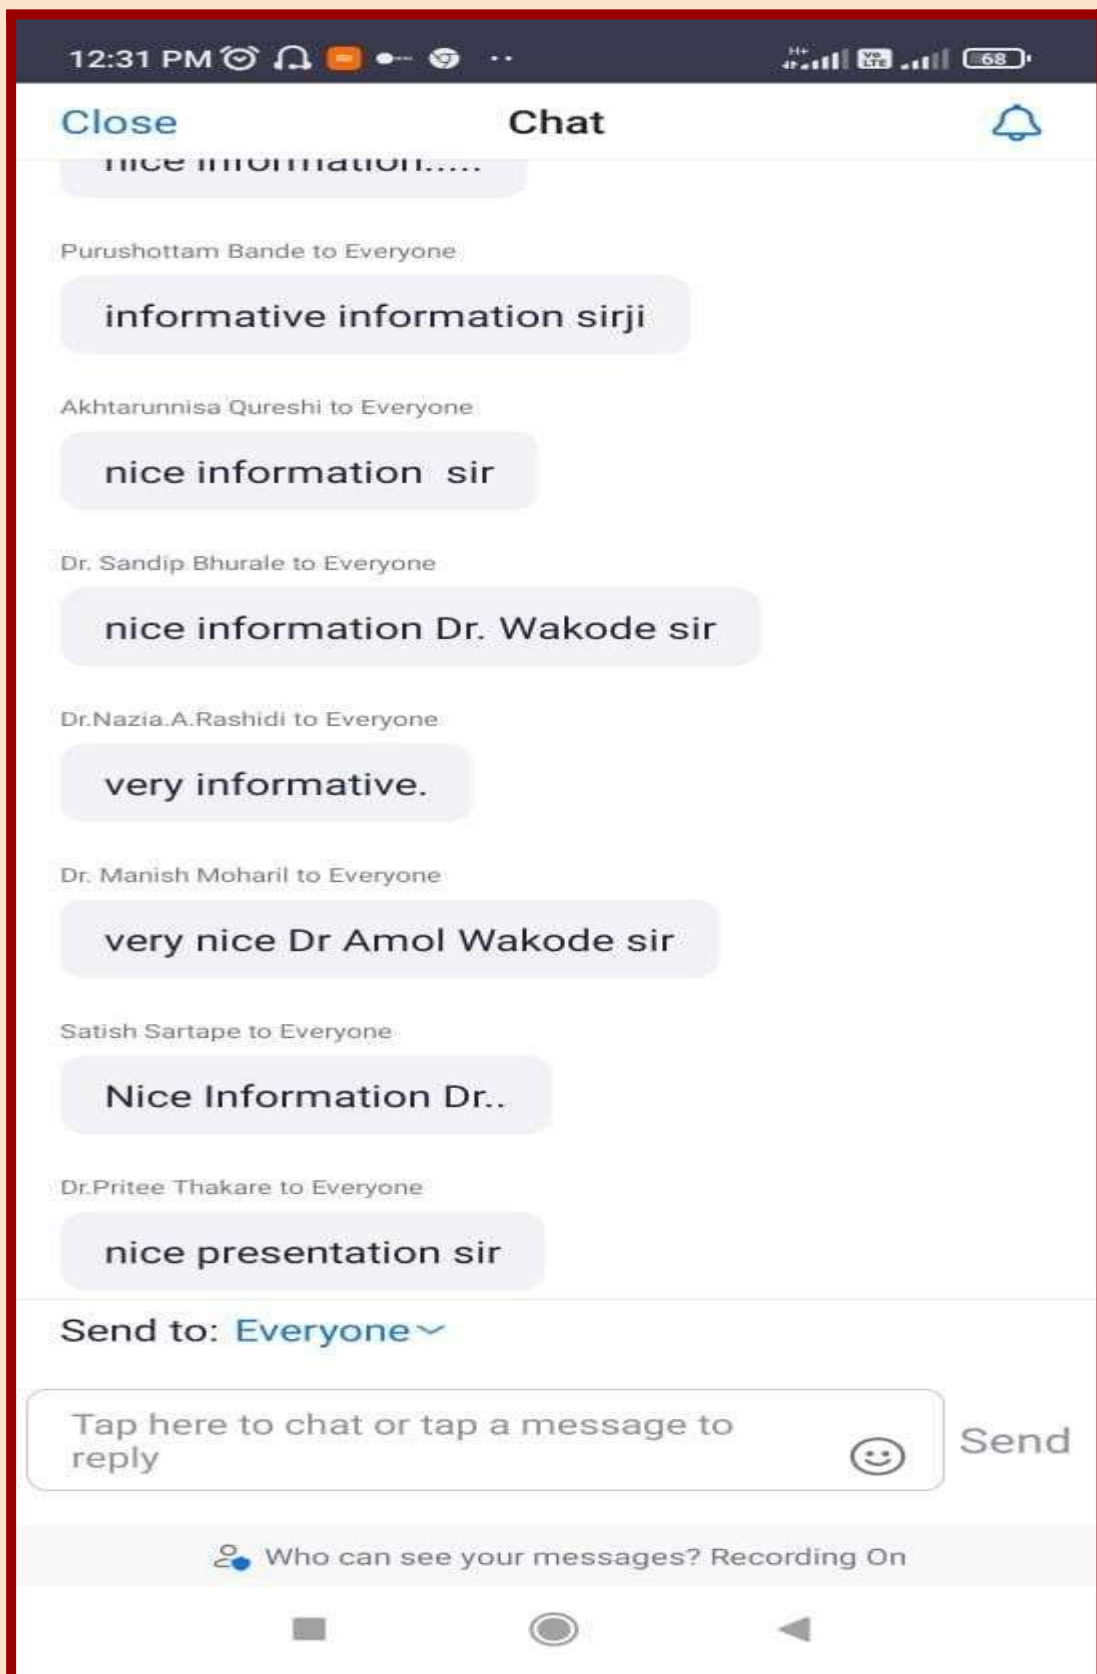 12:31 PM
H+
Vo LTE
68
Close
Chat
nice information.....
Purushottam Bande to Everyone
informative information sirji
Akhtarunnisa Qureshi to Everyone
nice information  sir
Dr. Sandip Bhurale to Everyone
nice information Dr. Wakode sir
Dr.Nazia.A.Rashidi to Everyone
very informative.
Dr. Manish Moharil to Everyone
very nice Dr Amol Wakode sir
Satish Sartape to Everyone
Nice Information Dr..
Dr.Pritee Thakare to Everyone
nice presentation sir
Send to: Everyone
Tap here to chat or tap a message to
reply
Send
Who can see your messages? Recording On